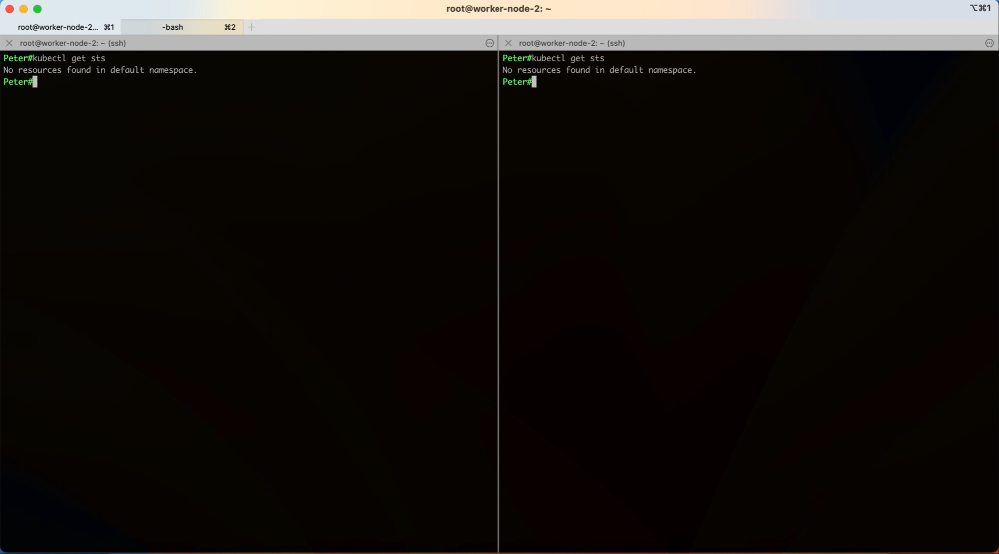 root@worker-node-2: ~
⌥⌘1
root@worker-node-2... ⌘1
-bash ⌘2
root@worker-node-2: ~ (ssh)
Peter#kubectl get sts
No resources found in default namespace.
Peter#
root@worker-node-2: ~ (ssh)
Peter#kubectl get sts
No resources found in default namespace.
Peter#